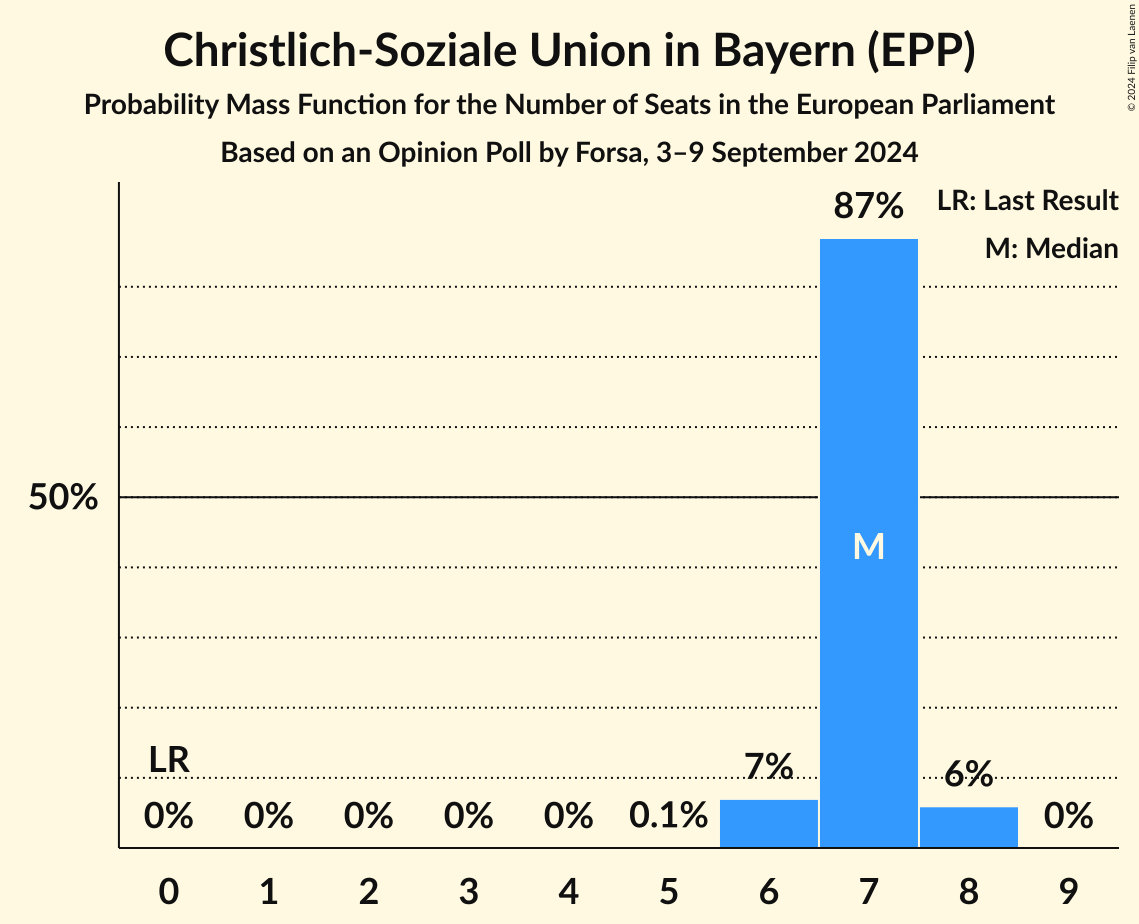 Christlich-Soziale Union in Bayern (EPP)
Probability Mass Function for the Number of Seats in the European Parliament
Based on an Opinion Poll by Forsa, 3–9 September 2024
© 2024 Filip van Laenen
LR: Last Result
M: Median
87%
50%
M
LR
7%
6%
0% 0% 0% 0% 0% 0.1% 0%
0 1 2 3 4 5 6 7 8 9